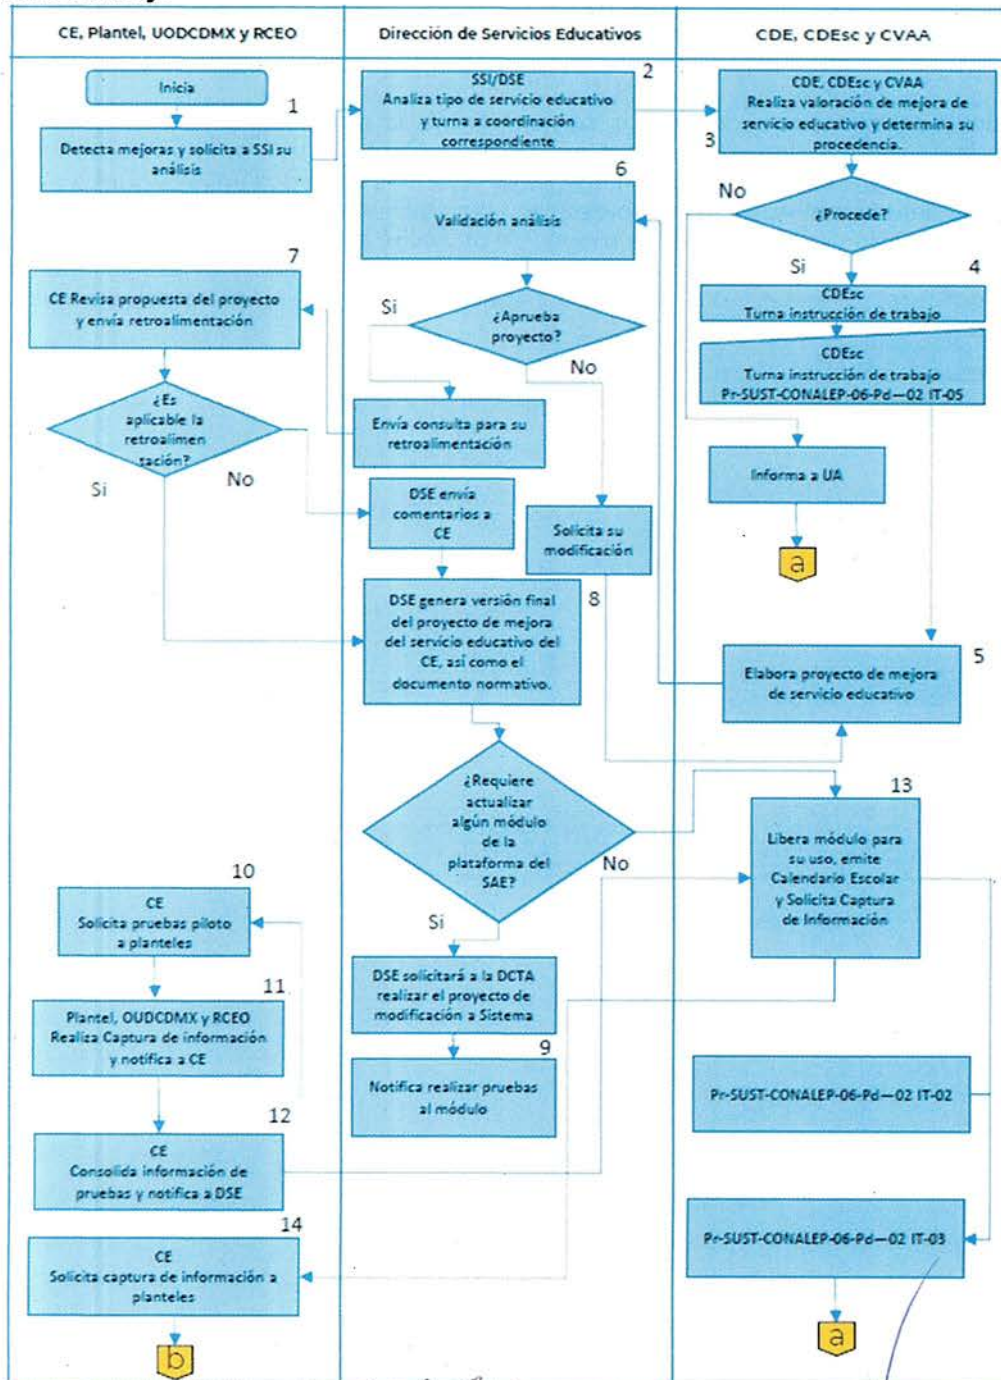 CE, Plantel, UODCDMX y RCEO
Dirección de Servicios Educativos
CDE, CDEsc y CVAA
Inicia
1
Detecta mejoras y solicita a SSI su
análisis
2
SSI/DSE
Analiza tipo de servicio educativo
y turna a coordinación
correspondiente
CDE, CDEsc y CVAA
Realiza valoración de mejora de
servicio educativo y determina su
procedencia.
3
¿Procede?
No
Si
4
CDEsc
Turna instrucción de trabajo
CDEsc
Turna instrucción de trabajo
Pr-SUST-CONALEP-06-Pd—02 IT-05
Informa a UA
a
5
Elabora proyecto de mejora
de servicio educativo
6
Validación análisis
¿Aprueba
proyecto?
Si
No
Envía consulta para su
retroalimentación
Solicita su
modificación
7
CE Revisa propuesta del proyecto
y envía retroalimentación
¿Es
aplicable la
retroalimen
tación?
Si
No
DSE envía
comentarios a
CE
8
DSE genera versión final
del proyecto de mejora
del servicio educativo del
CE, así como el
documento normativo.
¿Requiere
actualizar
algún módulo
de la
plataforma del
SAE?
No
Si
DSE solicitará a la DCTA
realizar el proyecto de
modificación a Sistema
9
Notifica realizar pruebas
al módulo
10
CE
Solicita pruebas piloto
a planteles
11
Plantel, OUDCDMX y RCEO
Realiza Captura de información
y notifica a CE
12
CE
Consolida información de
pruebas y notifica a DSE
13
Libera módulo para
su uso, emite
Calendario Escolar
y Solicita Captura
de Información
Pr-SUST-CONALEP-06-Pd—02 IT-02
Pr-SUST-CONALEP-06-Pd—02 IT-03
a
14
CE
Solicita captura de información a
planteles
b